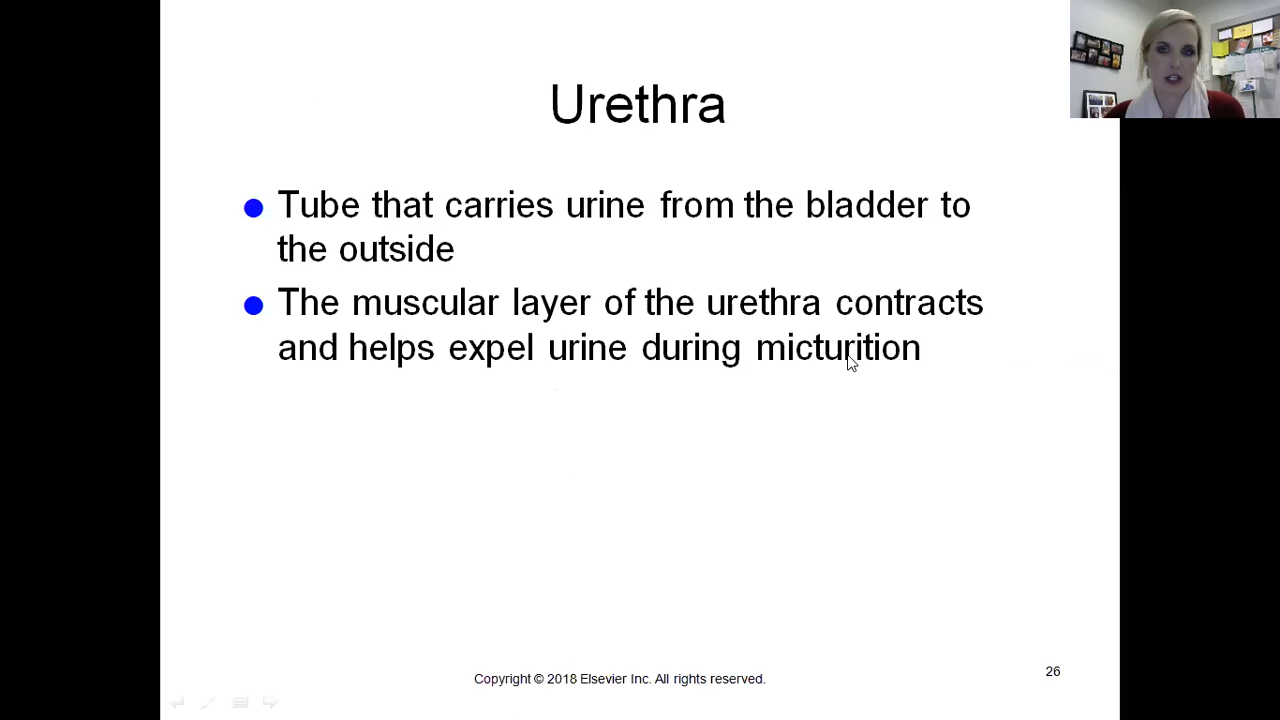 Urethra
Tube that carries urine from the bladder to
the outside
The muscular layer of the urethra contracts
and helps expel urine during micturition
Copyright © 2018 Elsevier Inc. All rights reserved.
26